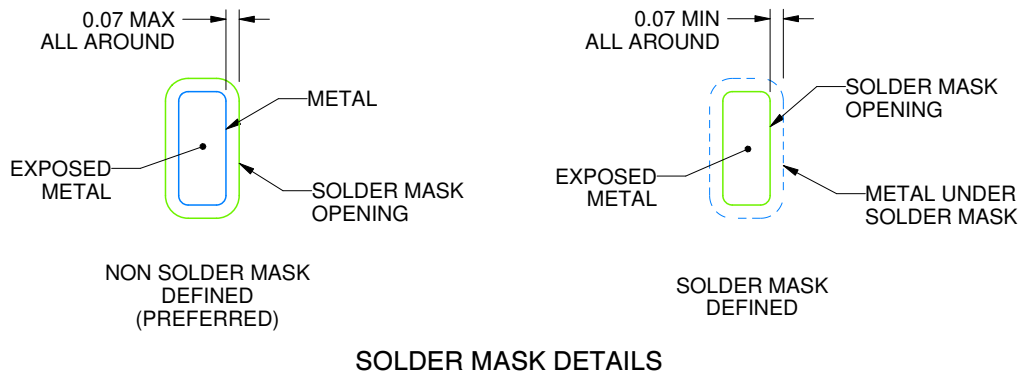 0.07 MAX
ALL AROUND
METAL
EXPOSED
METAL
SOLDER MASK
OPENING
NON SOLDER MASK
DEFINED
(PREFERRED)
0.07 MIN
ALL AROUND
SOLDER MASK
OPENING
EXPOSED
METAL
METAL UNDER
SOLDER MASK
SOLDER MASK
DEFINED
SOLDER MASK DETAILS